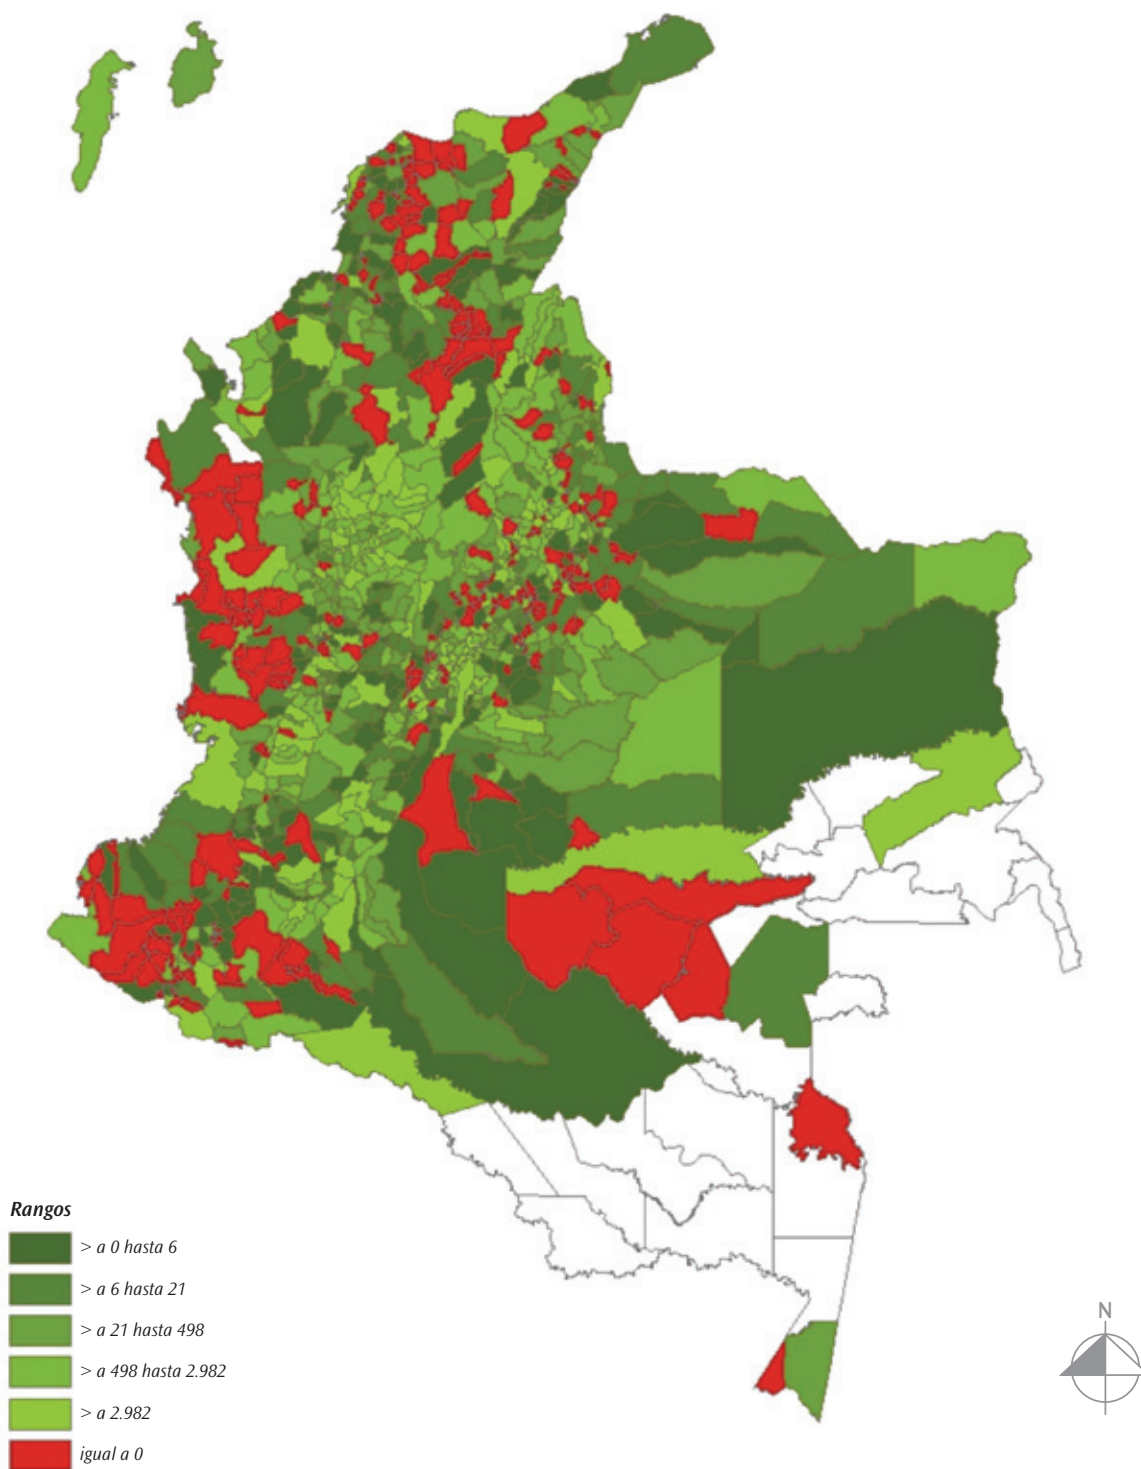 Rangos
> a 0 hasta 6
> a 6 hasta 21
> a 21 hasta 498
> a 498 hasta 2.982
> a 2.982
igual a 0
N